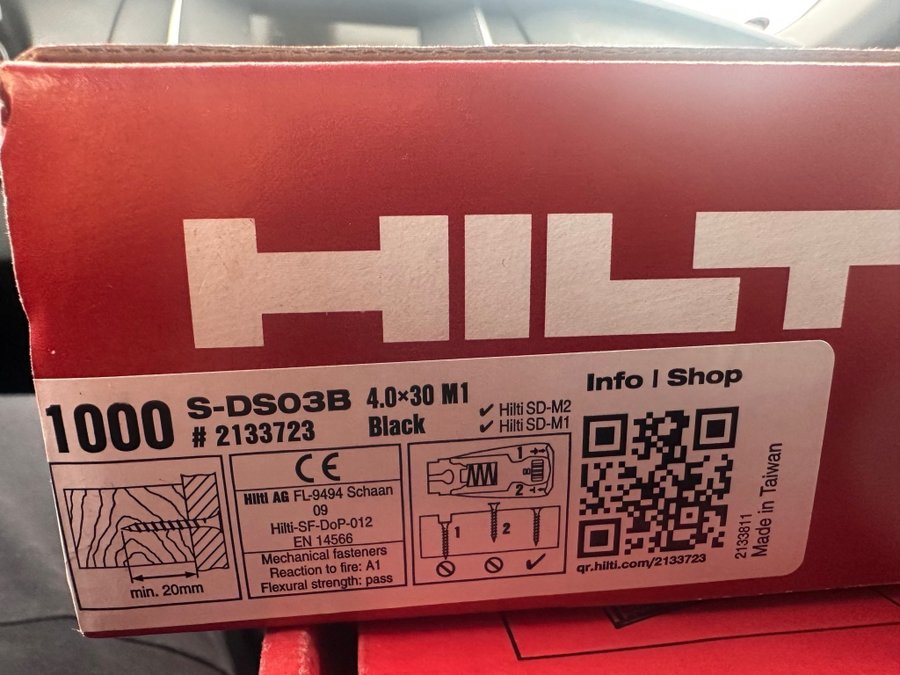 HILT
1000 S-DS03B 4.0×30 M1
# 2133723 Black
✔ Hilti SD-M2
✔ Hilti SD-M1
Info | Shop
min. 20mm
CE
Hilti AG FL-9494 Schaan
09
Hilti-SF-DoP-012
EN 14566
Mechanical fasteners
Reaction to fire: A1
Flexural strength: pass
2
1
2
qr.hilti.com/2133723
2133811
Made in Taiwan